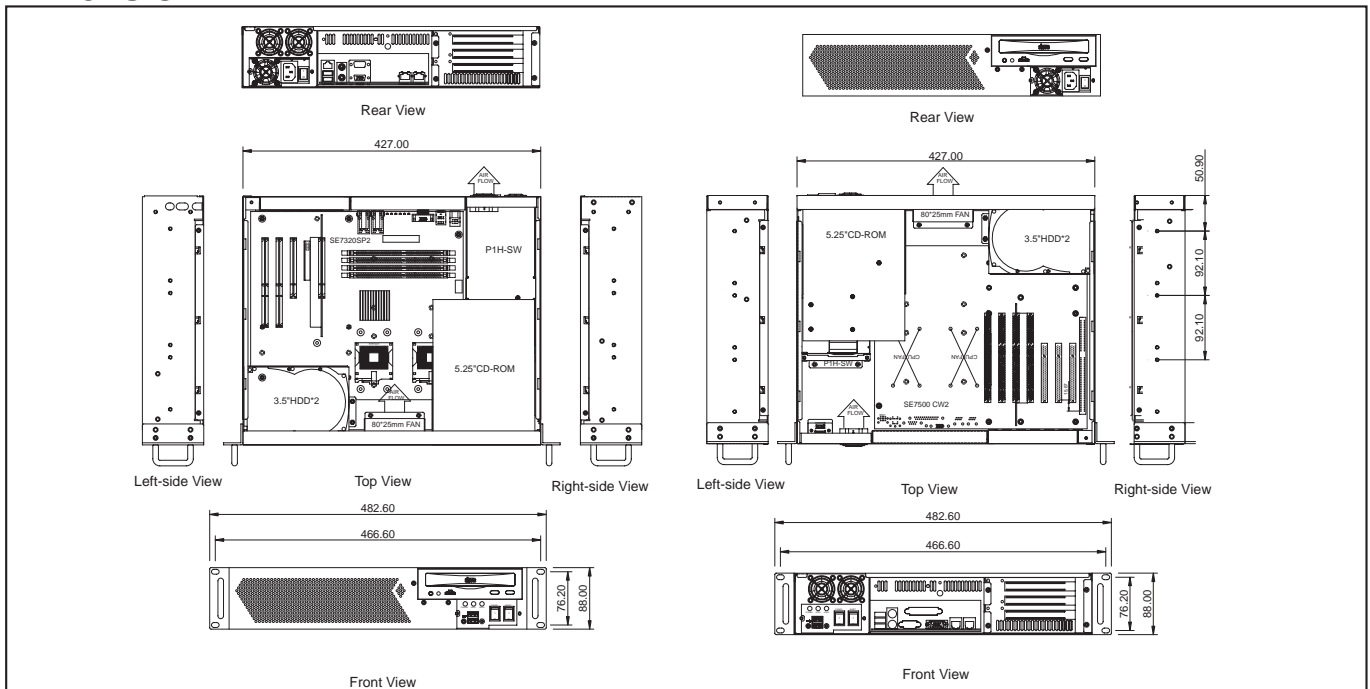 Rear View
427.00
AIR
FLOW
SE7320SP2
P1H-SW
5.25"CD-ROM
3.5"HDD*2
AIR
FLOW
80*25mm FAN
Left-side View
Top View
Right-side View
482.60
466.60
76.20
88.00
Front View
Rear View
427.00
50.90
AIR
FLOW
80*25mm FAN
5.25"CD-ROM
3.5"HDD*2
92.10
92.10
CPU FAN
CPU FAN
P1H-SW
SE7500 CW2
AIR
FLOW
Left-side View
Top View
Right-side View
482.60
466.60
76.20
88.00
Front View